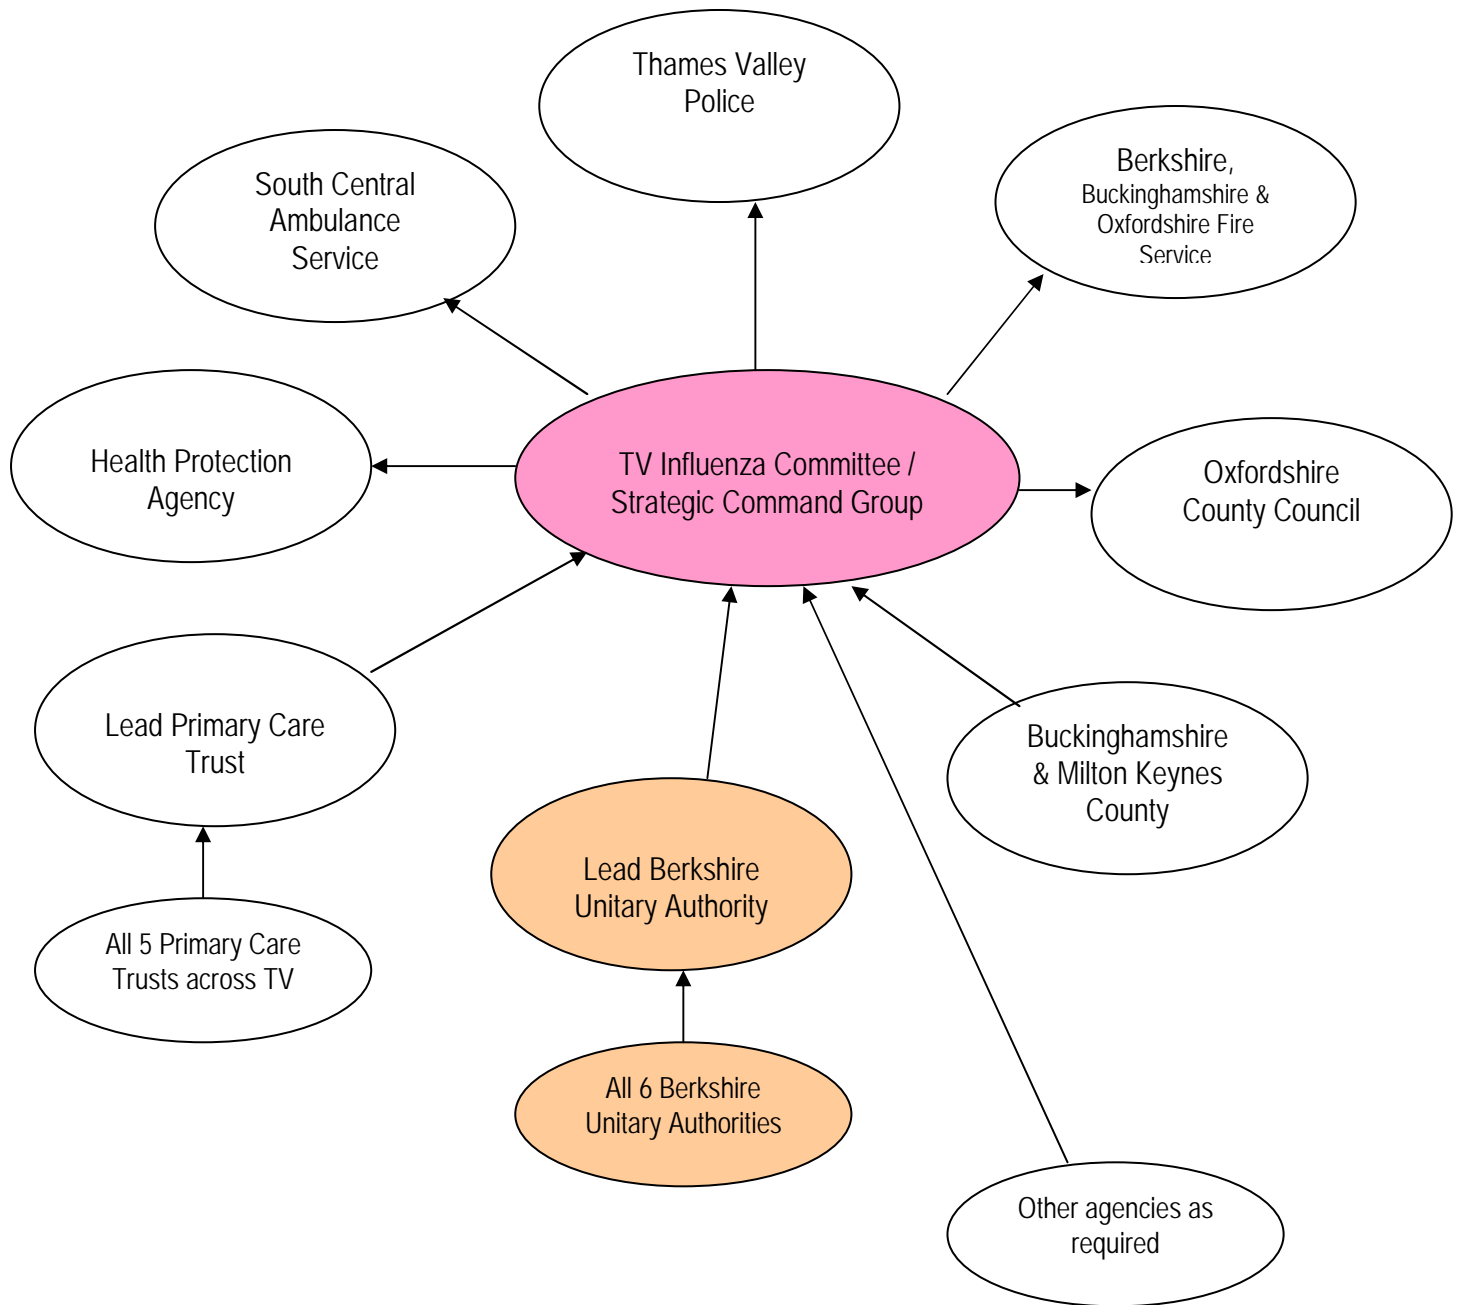 Thames Valley
Police
Berkshire,
Buckinghamshire &
Oxfordshire Fire
Service
South Central
Ambulance
Service
Health Protection
Agency
TV Influenza Committee /
Strategic Command Group
Oxfordshire
County Council
Lead Primary Care
Trust
Buckinghamshire
& Milton Keynes
County
Lead Berkshire
Unitary Authority
All 5 Primary Care
Trusts across TV
All 6 Berkshire
Unitary Authorities
Other agencies as
required